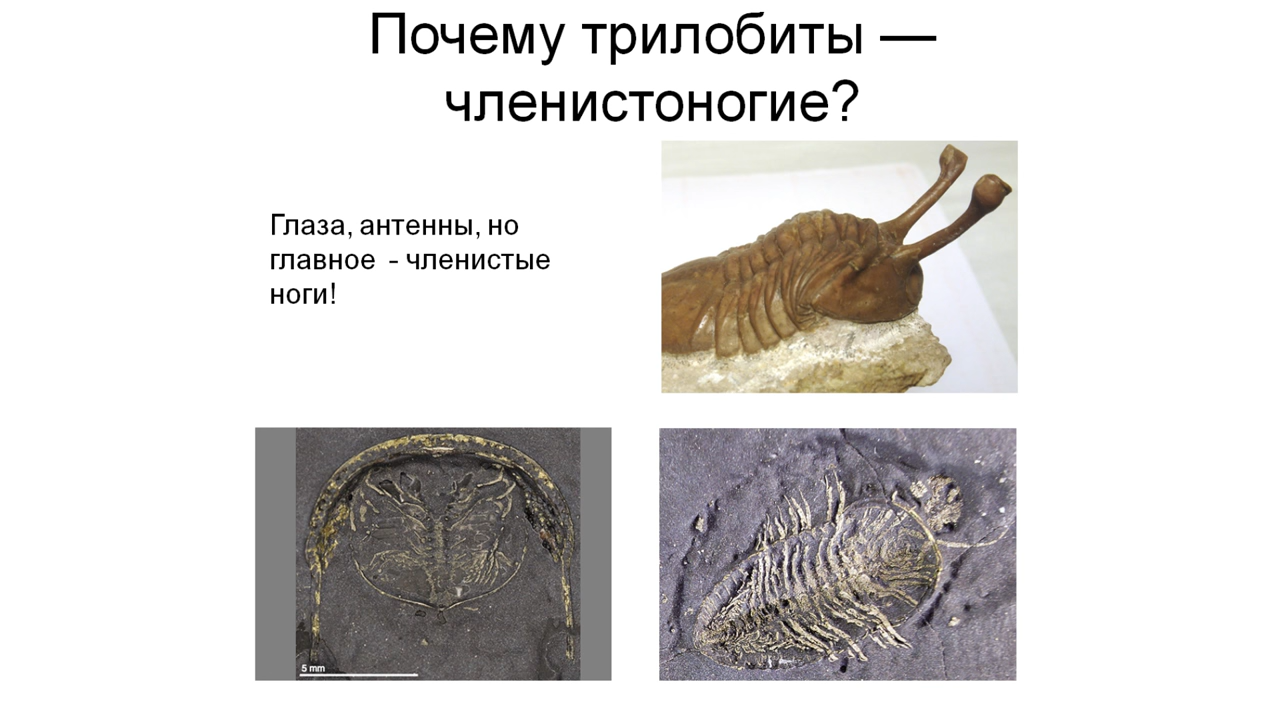 Почему трилобиты —
членистоногие?
Глаза, антенны, но
главное - членистые
ноги!
5 mm